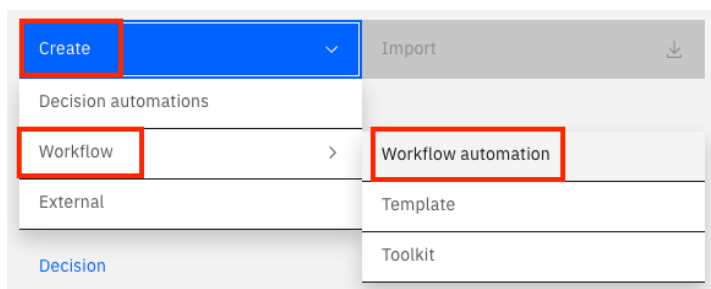 Create
Import
Decision automations
Workflow
Workflow automation
External
Template
Toolkit
Decision